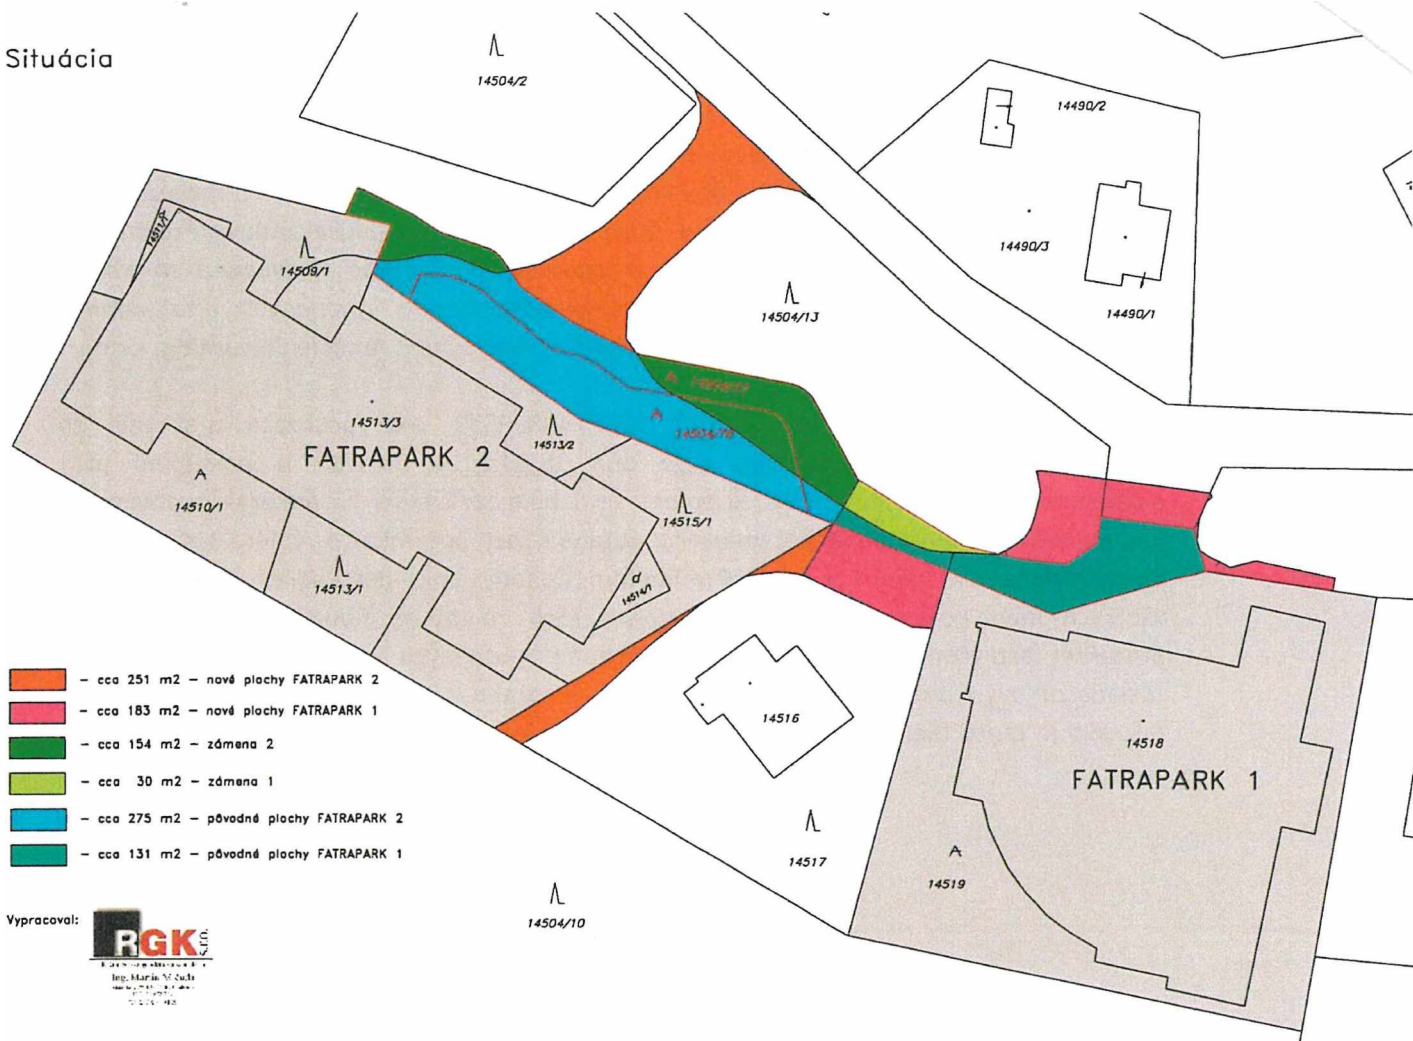 Situácia
14504/2
14490/2
14511/1
14509/1
14490/3
14504/13
14490/1
14513/3
14513/2
FATRAPARK 2
14510/1
14515/1
14513/1
14514/1
- cca 251 m2 - nové plochy FATRAPARK 2
- cca 183 m2 - nové plochy FATRAPARK 1
- cca 154 m2 - zámena 2
- cca 30 m2 - zámena 1
- cca 275 m2 - pôvodné plochy FATRAPARK 2
- cca 131 m2 - pôvodné plochy FATRAPARK 1
14516
14518
FATRAPARK 1
14517
14519
14504/10
Vypracoval:
RGK s.r.o.